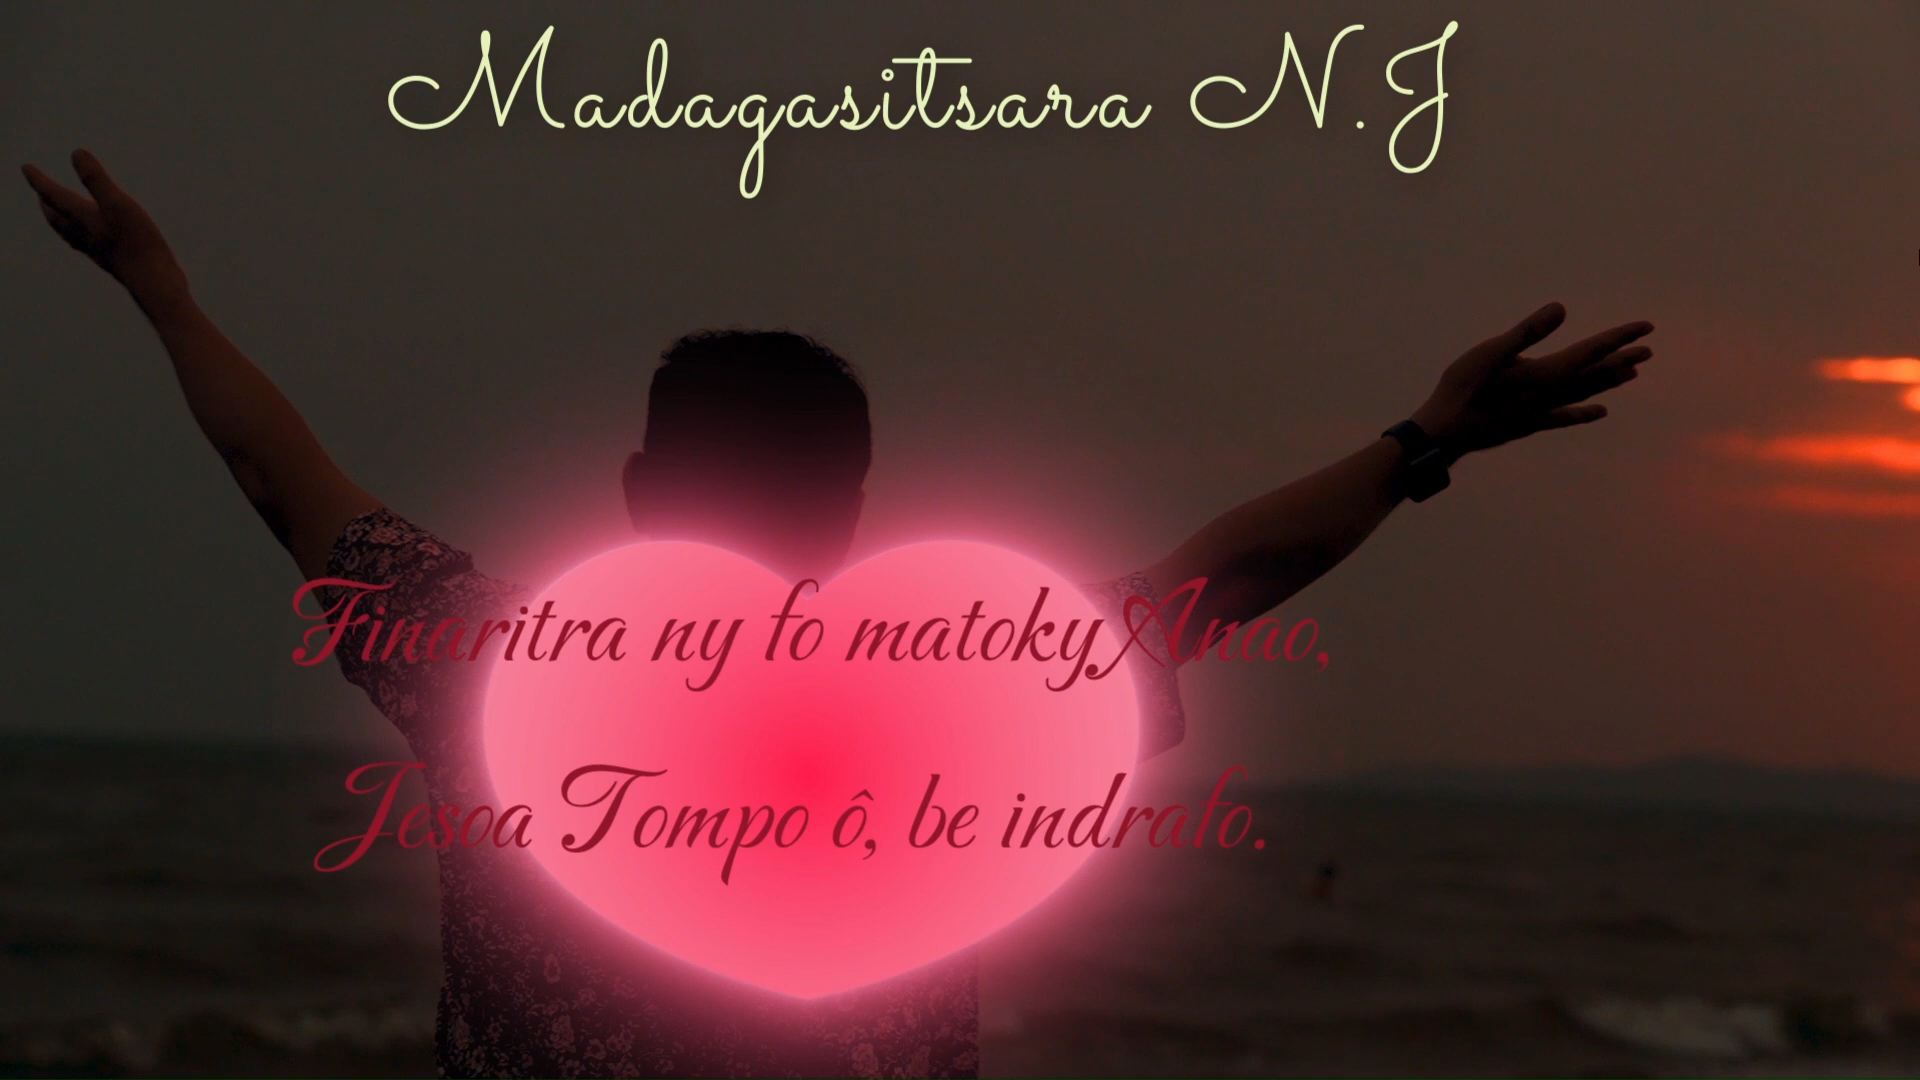 Madagasitsara N.J
Finaritra ny fo matoky Anao,
Jesoa Tompo ô, be indrafo.